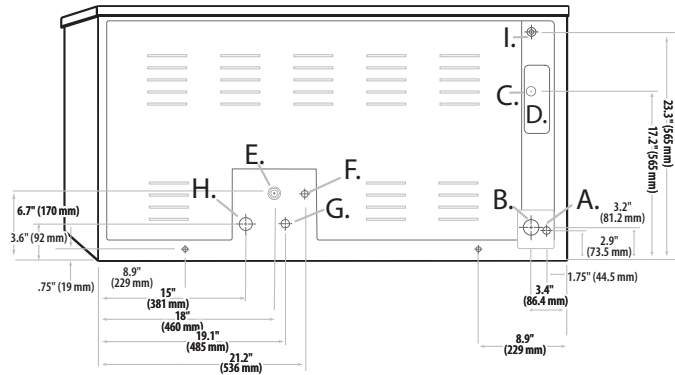 I.
C.
D.
E.
F.
H.
G.
B.
A.
23.3" (565 mm)
17.2" (565 mm)
6.7" (170 mm)
3.6" (92 mm)
3.2"
(81.2 mm)
2.9"
(73.5 mm)
.75" (19 mm)
8.9"
(229 mm)
1.75" (44.5 mm)
15"
(381 mm)
3.4"
(86.4 mm)
18"
(460 mm)
19.1"
(485 mm)
8.9"
(229 mm)
21.2"
(536 mm)